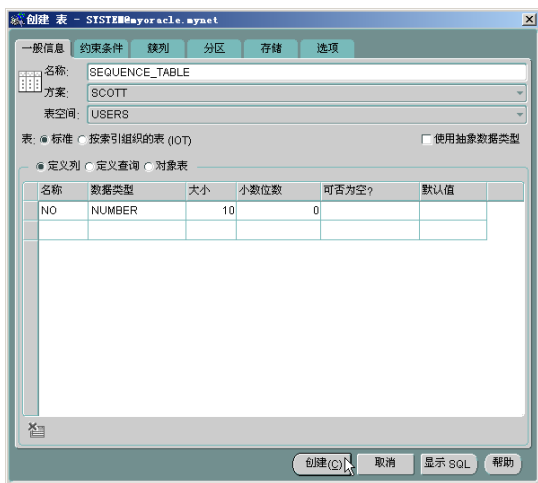 创建 表 - SYSTEM@myoracle.mynet
一般信息 约束条件 簇列 分区 存储 选项
名称: SEQUENCE_TABLE
方案: SCOTT
表空间: USERS
表: 标准 按索引组织的表 (IOT) 使用抽象数据类型
定义列 定义查询 对象表
名称 数据类型 大小 小数位数 可否为空? 默认值
NO NUMBER 10 0
创建(C) 取消 显示 SQL 帮助